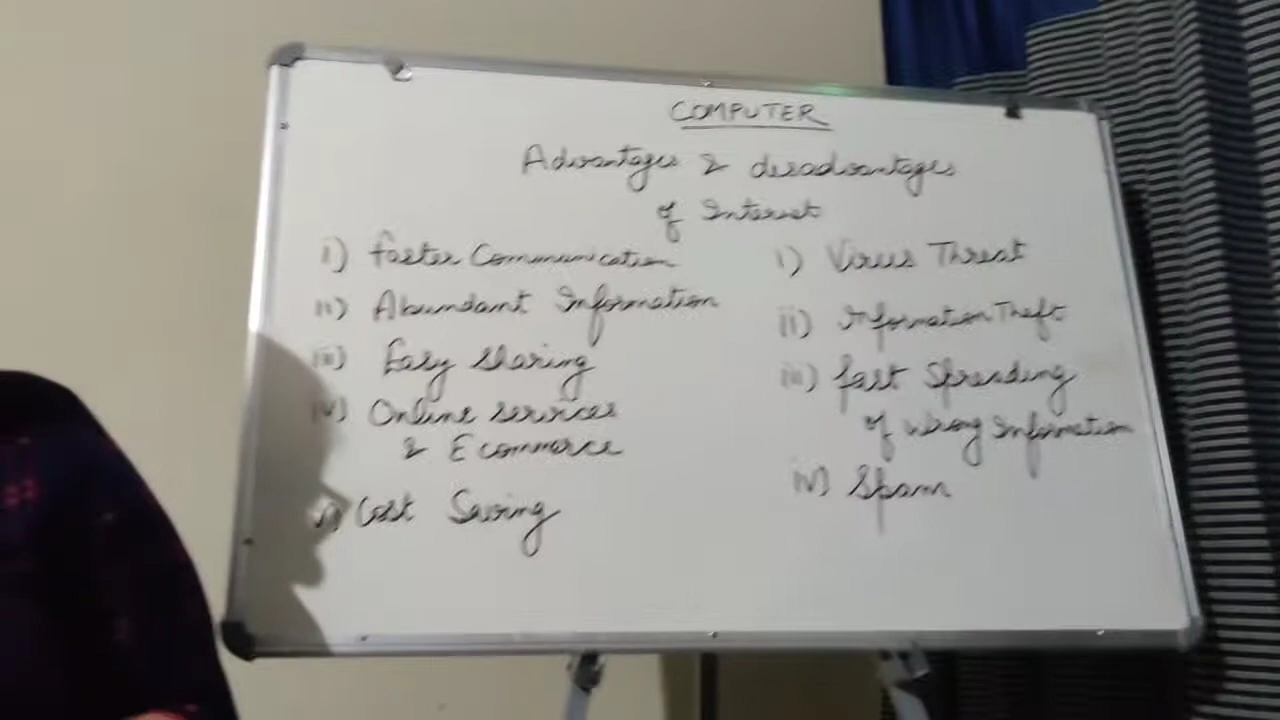 COMPUTER
Advantages & disadvantages
of Internet
i) Faster Communication
ii) Abundant Information
iii) Easy Sharing
iv) Online services
& Ecommerce
v) Cost Saving
i) Virus Threat
ii) Information Theft
iii) fast Spreading
of wrong Information
iv) Spam